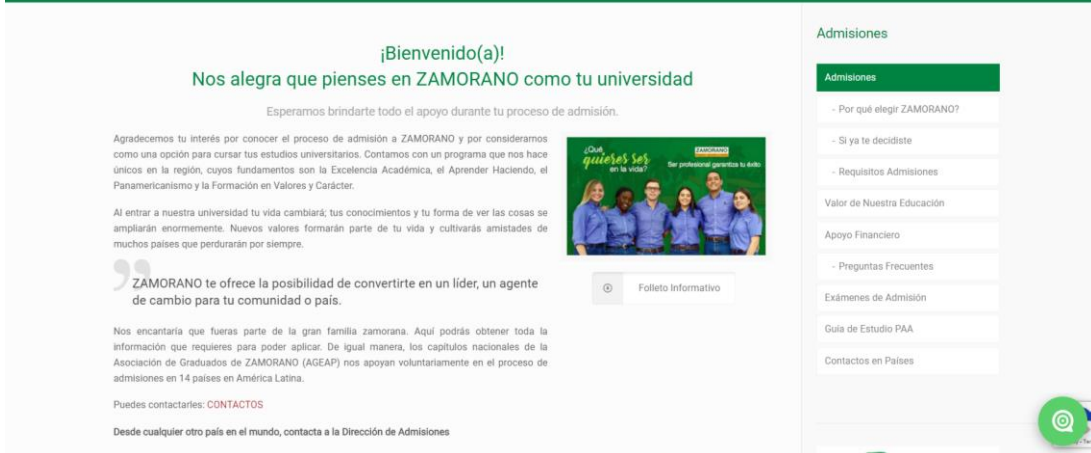 ¡Bienvenido(a)!
Nos alegra que pienses en ZAMORANO como tu universidad
Esperamos brindarte todo el apoyo durante tu proceso de admisión.
Agradecemos tu interés por conocer el proceso de admisión a ZAMORANO y por considerarnos
como una opción para cursar tus estudios universitarios. Contamos con un programa que nos hace
únicos en la región, cuyos fundamentos son la Excelencia Académica, el Aprender Haciendo, el
Panamericanismo y la Formación en Valores y Carácter.
Al entrar a nuestra universidad tu vida cambiará; tus conocimientos y tu forma de ver las cosas se
ampliarán enormemente. Nuevos valores formarán parte de tu vida y cultivarás amistades de
muchos países que perdurarán por siempre.
ZAMORANO te ofrece la posibilidad de convertirte en un líder, un agente
de cambio para tu comunidad o país.
Nos encantaría que fueras parte de la gran familia zamorana. Aquí podrás obtener toda la
información que requieres para poder aplicar. De igual manera, los capítulos nacionales de la
Asociación de Graduados de ZAMORANO (AGEAP) nos apoyan voluntariamente en el proceso de
admisiones en 14 países en América Latina.
Puedes contactarles: CONTACTOS
Desde cualquier otro país en el mundo, contacta a la Dirección de Admisiones
¿Qué
quieres ser
en la vida?
ZAMORANO
Ser profesional garantiza tu éxito
Folleto Informativo
Admisiones
Admisiones
- Por qué elegir ZAMORANO?
- Si ya te decidiste
- Requisitos Admisiones
Valor de Nuestra Educación
Apoyo Financiero
- Preguntas Frecuentes
Exámenes de Admisión
Guia de Estudio PAA
Contactos en Países